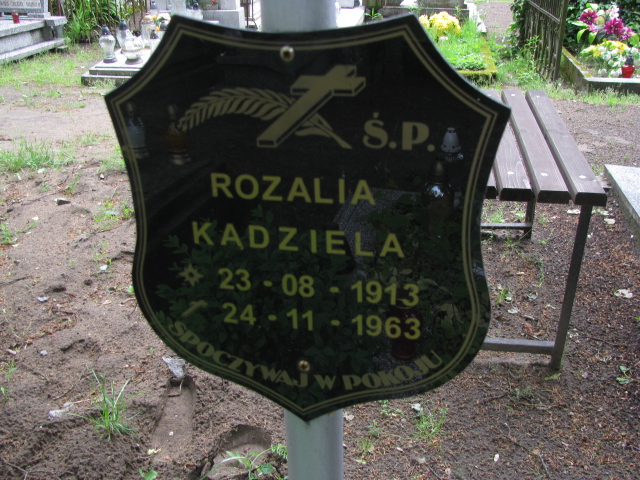 Ś.P.
ROZALIA
KADZIELA
23 - 08 - 1913
24 - 11 - 1963
SPOCZYWAJ W POKOJU